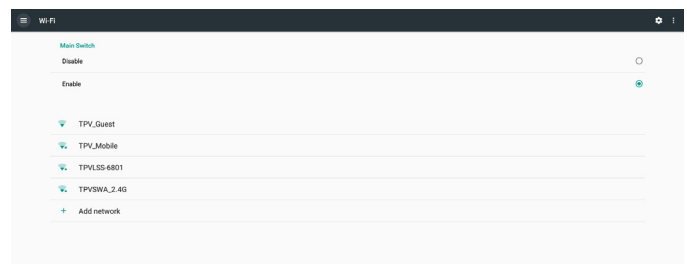 Wi-Fi
Main Switch
Disable
Enable
TPV_Guest
TPV_Mobile
TPVLSS-6801
TPVSWA_2.4G
Add network